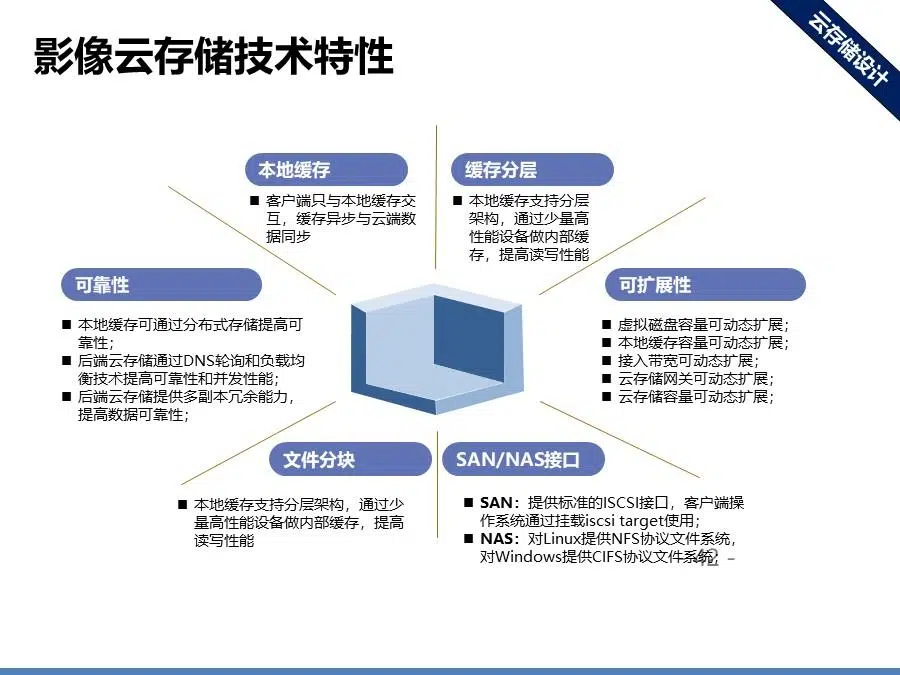 影像云存储技术特性
云存储设计
本地缓存
■ 客户端只与本地缓存交
互，缓存异步与云端数
据同步
缓存分层
■ 本地缓存支持分层
架构，通过少量高
性能设备做内部缓
存，提高读写性能
可靠性
■ 本地缓存可通过分布式存储提高可
靠性；
■ 后端云存储通过DNS轮询和负载均
衡技术提高可靠性和并发性能；
■ 后端云存储提供多副本冗余能力，
提高数据可靠性；
可扩展性
■ 虚拟磁盘容量可动态扩展；
■ 本地缓存容量可动态扩展；
■ 接入带宽可动态扩展；
■ 云存储网关可动态扩展；
■ 云存储容量可动态扩展；
文件分块
■ 本地缓存支持分层架构，通过少
量高性能设备做内部缓存，提高
读写性能
SAN/NAS接口
■ SAN：提供标准的ISCSI接口，客户端操
作系统通过挂载iscsi target使用；
■ NAS：对Linux提供NFS协议文件系统，
对Windows提供CIFS协议文件系统；
42 -